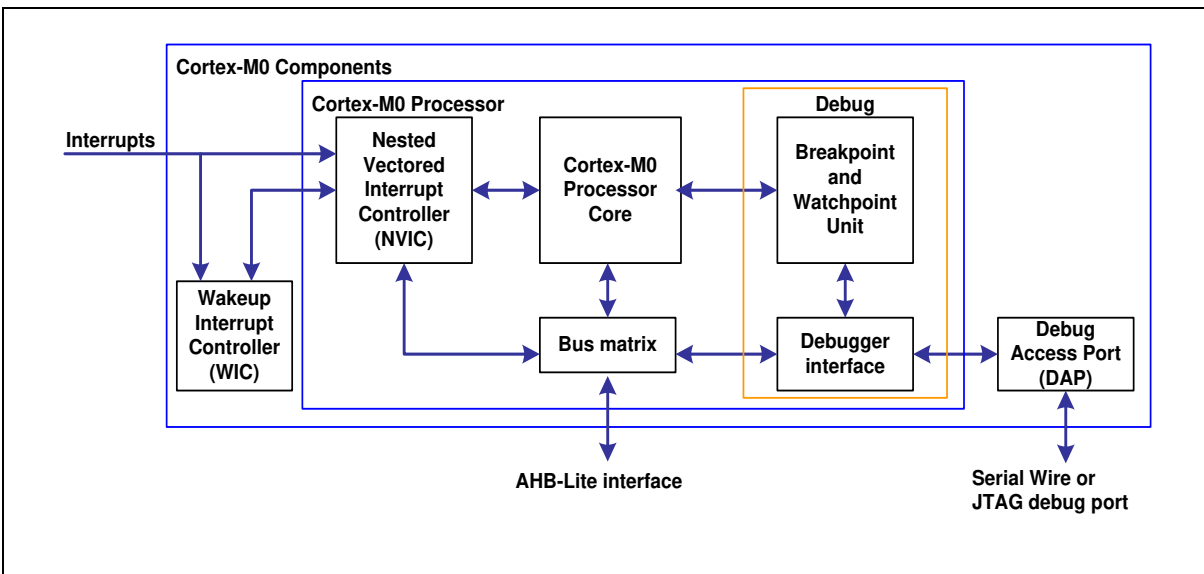 Cortex-M0 Components
Cortex-M0 Processor
Debug
Interrupts
Nested
Vectored
Interrupt
Controller
(NVIC)
Cortex-M0
Processor
Core
Breakpoint
and
Watchpoint
Unit
Wakeup
Interrupt
Controller
(WIC)
Bus matrix
Debugger
interface
Debug
Access Port
(DAP)
AHB-Lite interface
Serial Wire or
JTAG debug port